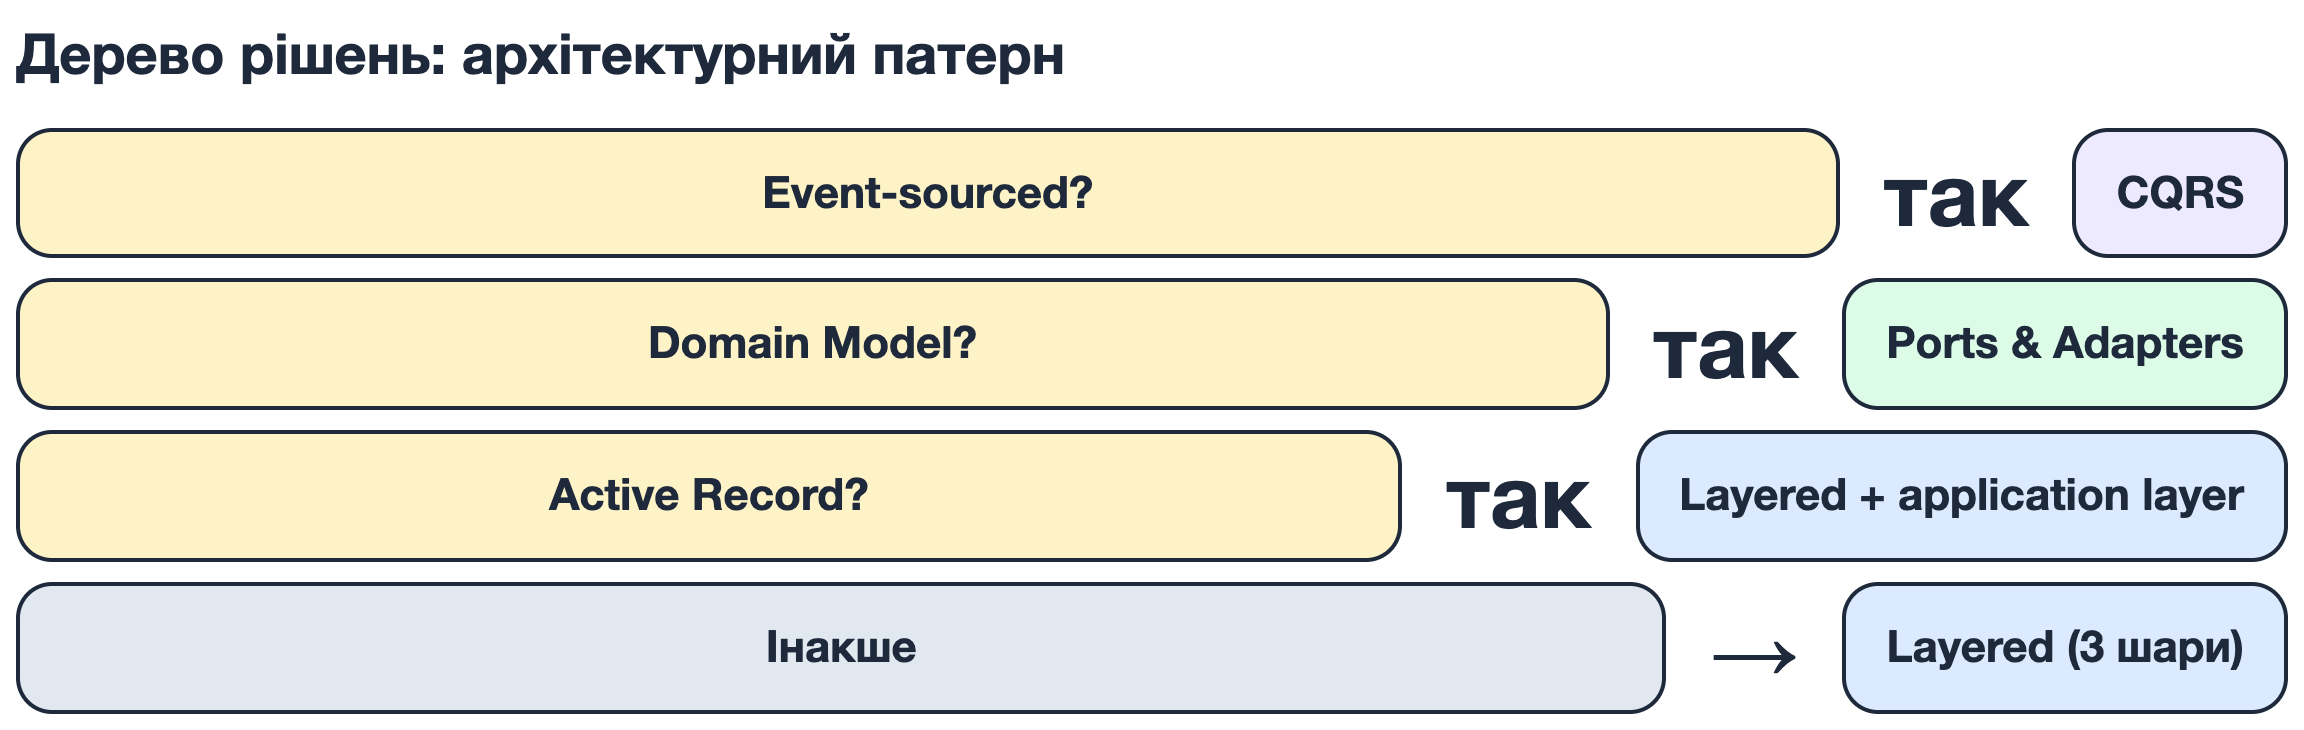 Дерево рішень: архітектурний патерн
Event-sourced? так CQRS
Domain Model? так Ports & Adapters
Active Record? так Layered + application layer
Інакше → Layered (3 шари)